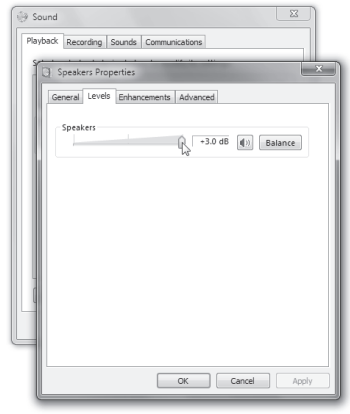 Sound
Playback Recording Sounds Communications
Speakers Properties
General Levels Enhancements Advanced
Speakers
+3.0 dB Balance
OK Cancel Apply